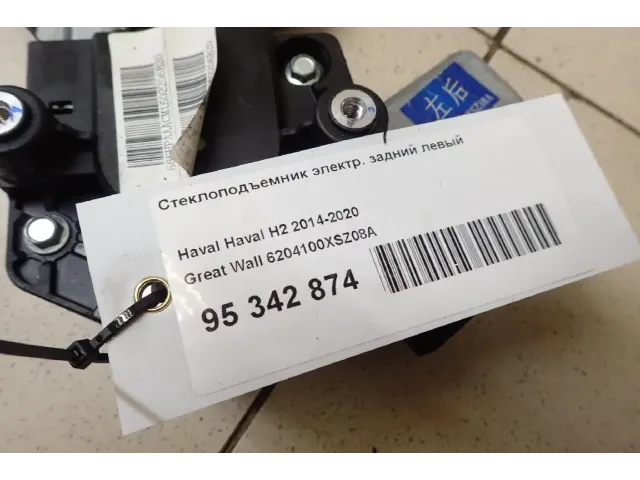 左后
Стеклоподъемник электр. задний левый
Haval Haval H2 2014-2020
Great Wall 6204100XSZ08A
95 342 874